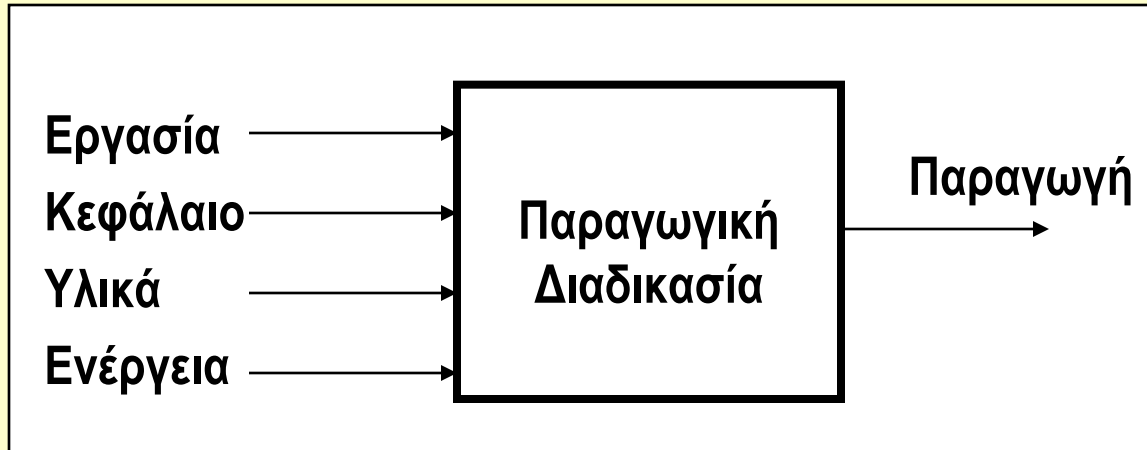 Εργασία
Κεφάλαιο
Υλικά
Ενέργεια
Παραγωγική
Διαδικασία
Παραγωγή